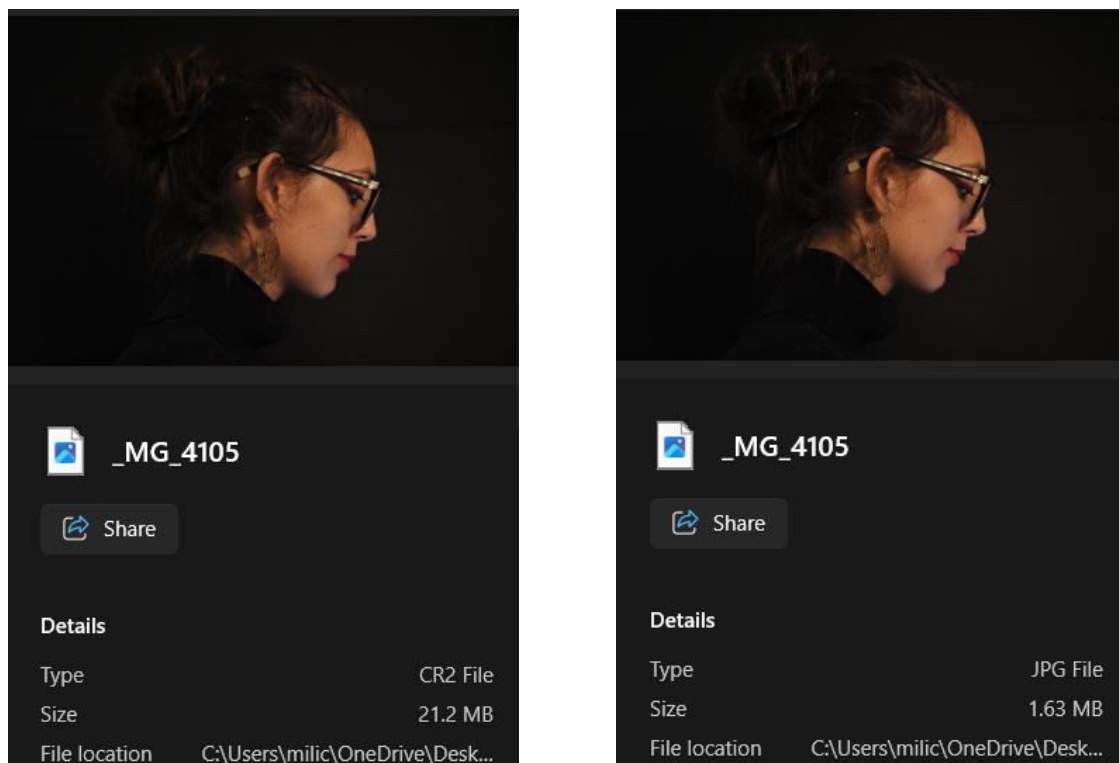 _MG_4105
Share
Details
Type CR2 File
Size 21.2 MB
File location C:\Users\milic\OneDrive\Desk...
_MG_4105
Share
Details
Type JPG File
Size 1.63 MB
File location C:\Users\milic\OneDrive\Desk...